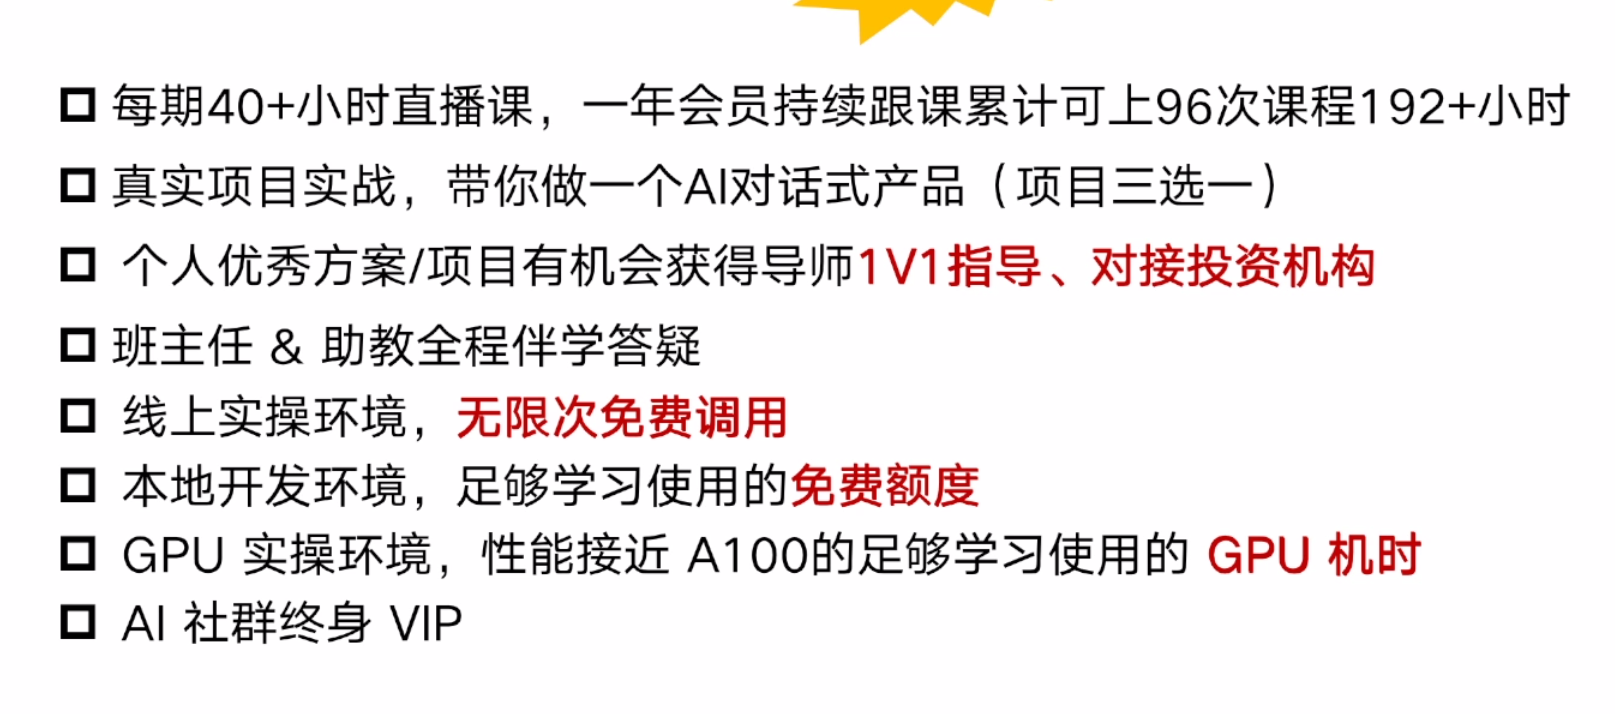 每期40+小时直播课，一年会员持续跟课累计可上96次课程192+小时
真实项目实战，带你做一个AI对话式产品（项目三选一）
个人优秀方案/项目有机会获得导师1V1指导、对接投资机构
班主任 & 助教全程伴学答疑
线上实操环境，无限次免费调用
本地开发环境，足够学习使用的免费额度
GPU 实操环境，性能接近 A100的足够学习使用的 GPU 机时
AI 社群终身 VIP